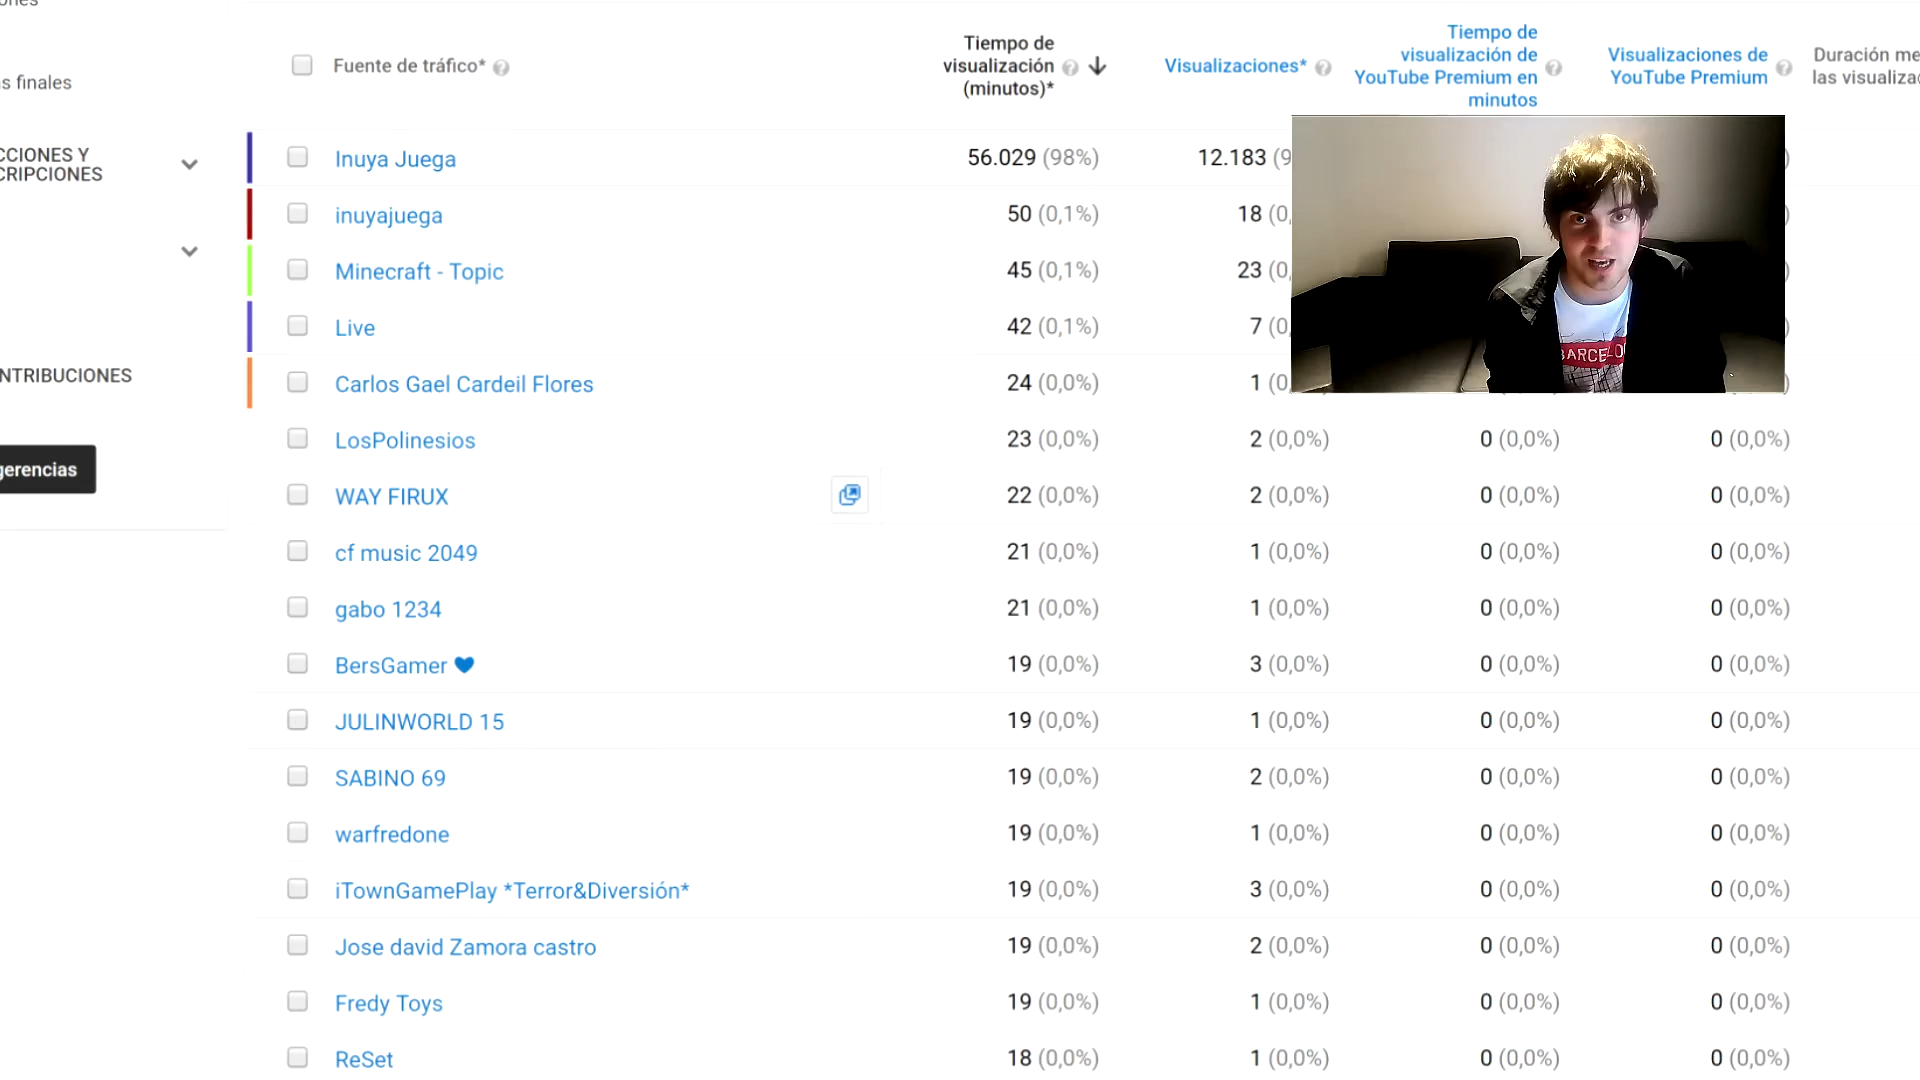 ones
s finales
CCIONES Y
CRIPCIONES
NTRIBUCIONES
gerencias
Fuente de tráfico*
Tiempo de
visualización
(minutos)*
Visualizaciones*
Tiempo de
visualización de
YouTube Premium en
minutos
Visualizaciones de
YouTube Premium
Duración me
las visualiza
Inuya Juega 56.029 (98%) 12.183 (9
inuyajuega 50 (0,1%) 18 (0,
Minecraft - Topic 45 (0,1%) 23 (0,
Live 42 (0,1%) 7 (0,
Carlos Gael Cardeil Flores 24 (0,0%) 1 (0,
BARCELO
LosPolinesios 23 (0,0%) 2 (0,0%) 0 (0,0%) 0 (0,0%)
WAY FIRUX 22 (0,0%) 2 (0,0%) 0 (0,0%) 0 (0,0%)
cf music 2049 21 (0,0%) 1 (0,0%) 0 (0,0%) 0 (0,0%)
gabo 1234 21 (0,0%) 1 (0,0%) 0 (0,0%) 0 (0,0%)
BersGamer 19 (0,0%) 3 (0,0%) 0 (0,0%) 0 (0,0%)
JULINWORLD 15 19 (0,0%) 1 (0,0%) 0 (0,0%) 0 (0,0%)
SABINO 69 19 (0,0%) 2 (0,0%) 0 (0,0%) 0 (0,0%)
warfredone 19 (0,0%) 1 (0,0%) 0 (0,0%) 0 (0,0%)
iTownGamePlay *Terror&Diversión* 19 (0,0%) 3 (0,0%) 0 (0,0%) 0 (0,0%)
Jose david Zamora castro 19 (0,0%) 2 (0,0%) 0 (0,0%) 0 (0,0%)
Fredy Toys 19 (0,0%) 1 (0,0%) 0 (0,0%) 0 (0,0%)
ReSet 18 (0,0%) 1 (0,0%) 0 (0,0%) 0 (0,0%)